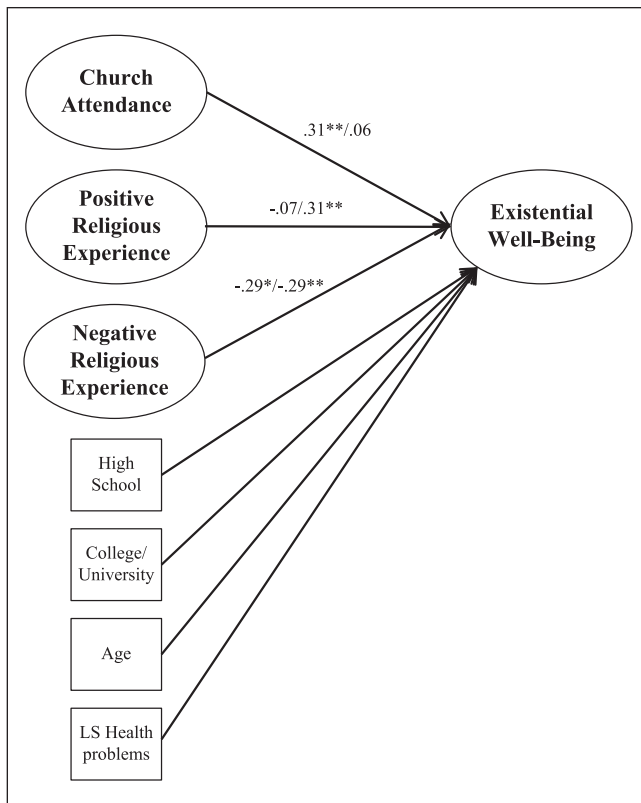 Church
Attendance
.31**/.06
Positive
Religious
Experience
-.07/.31**
Existential
Well-Being
-.29*/-.29**
Negative
Religious
Experience
High
School
College/
University
Age
LS Health
problems